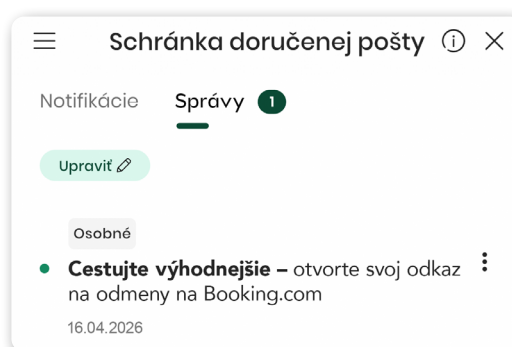 Schránka doručenej pošty
Notifikácie
Správy 1
Upraviť
Osobné
Cestujte výhodnejšie – otvorte svoj odkaz
na odmeny na Booking.com
16.04.2026